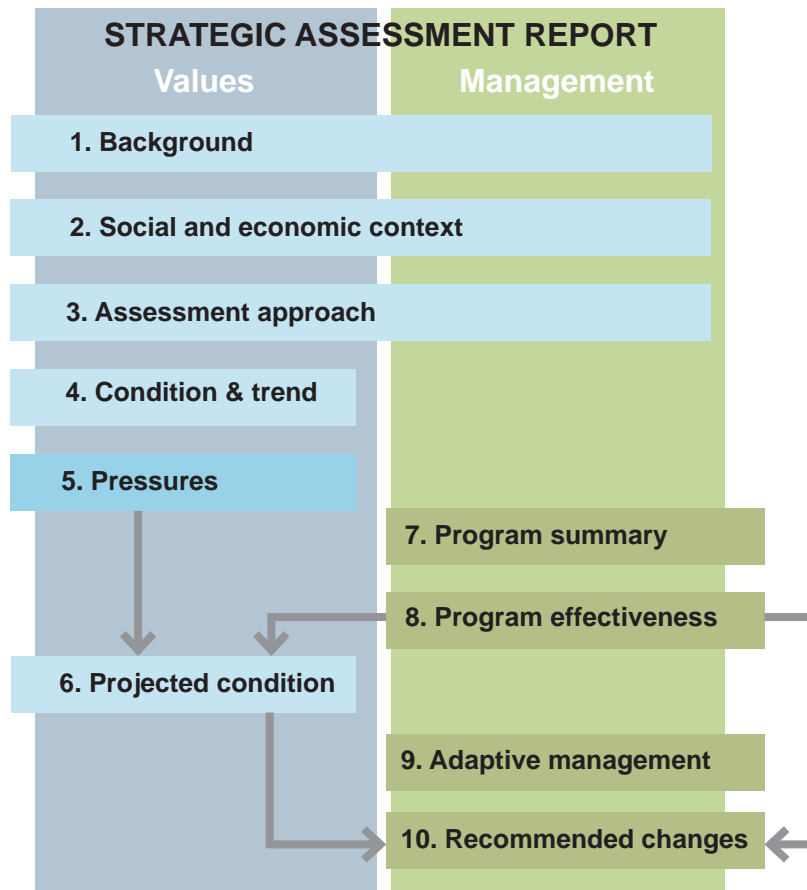 STRATEGIC ASSESSMENT REPORT
Values
Management
1. Background
2. Social and economic context
3. Assessment approach
4. Condition & trend
5. Pressures
7. Program summary
8. Program effectiveness
6. Projected condition
9. Adaptive management
10. Recommended changes